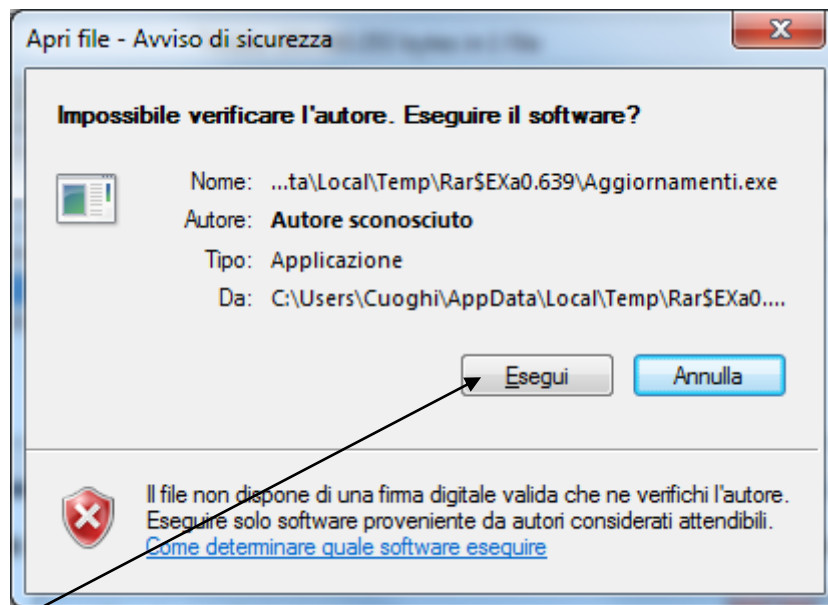 Apri file - Avviso di sicurezza
Impossibile verificare l'autore. Eseguire il software?
Nome: ...ta\Local\Temp\Rar$EXa0.639\Aggiornamenti.exe
Autore: Autore sconosciuto
Tipo: Applicazione
Da: C:\Users\Cuoghi\AppData\Local\Temp\Rar$EXa0....
Esegui Annulla
Il file non dispone di una firma digitale valida che ne verifichi l'autore.
Eseguire solo software proveniente da autori considerati attendibili.
Come determinare quale software eseguire